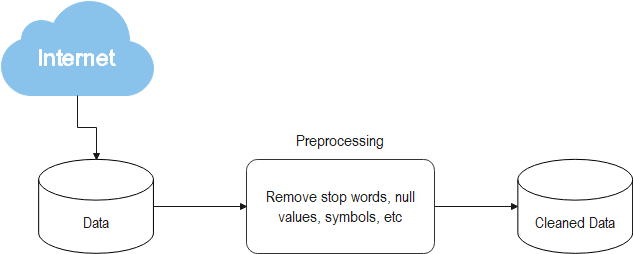 Internet
Preprocessing
Remove stop words, null
values, symbols, etc
Data
Cleaned Data